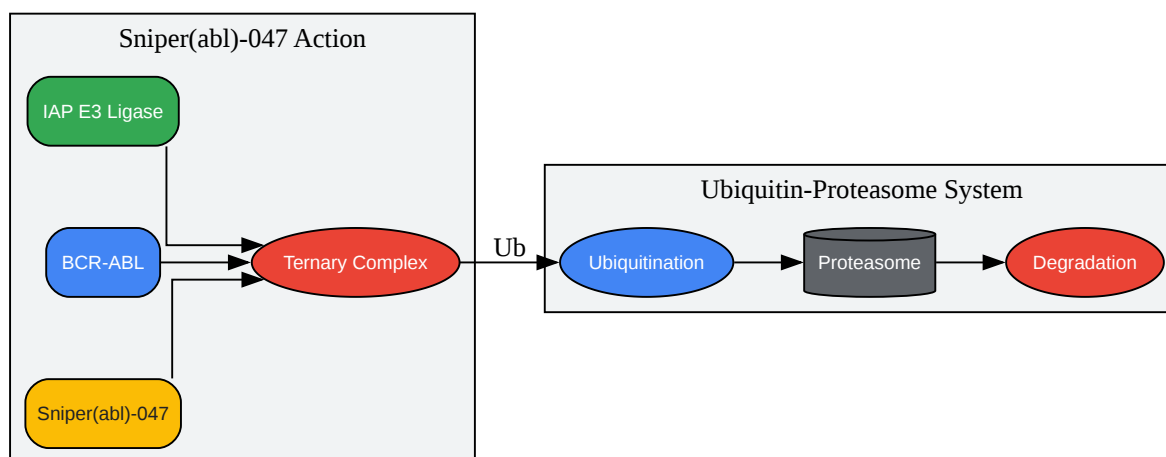 Sniper(abl)-047 Action
IAP E3 Ligase
BCR-ABL
Sniper(abl)-047
Ternary Complex
Ub
Ubiquitin-Proteasome System
Ubiquitination
Proteasome
Degradation